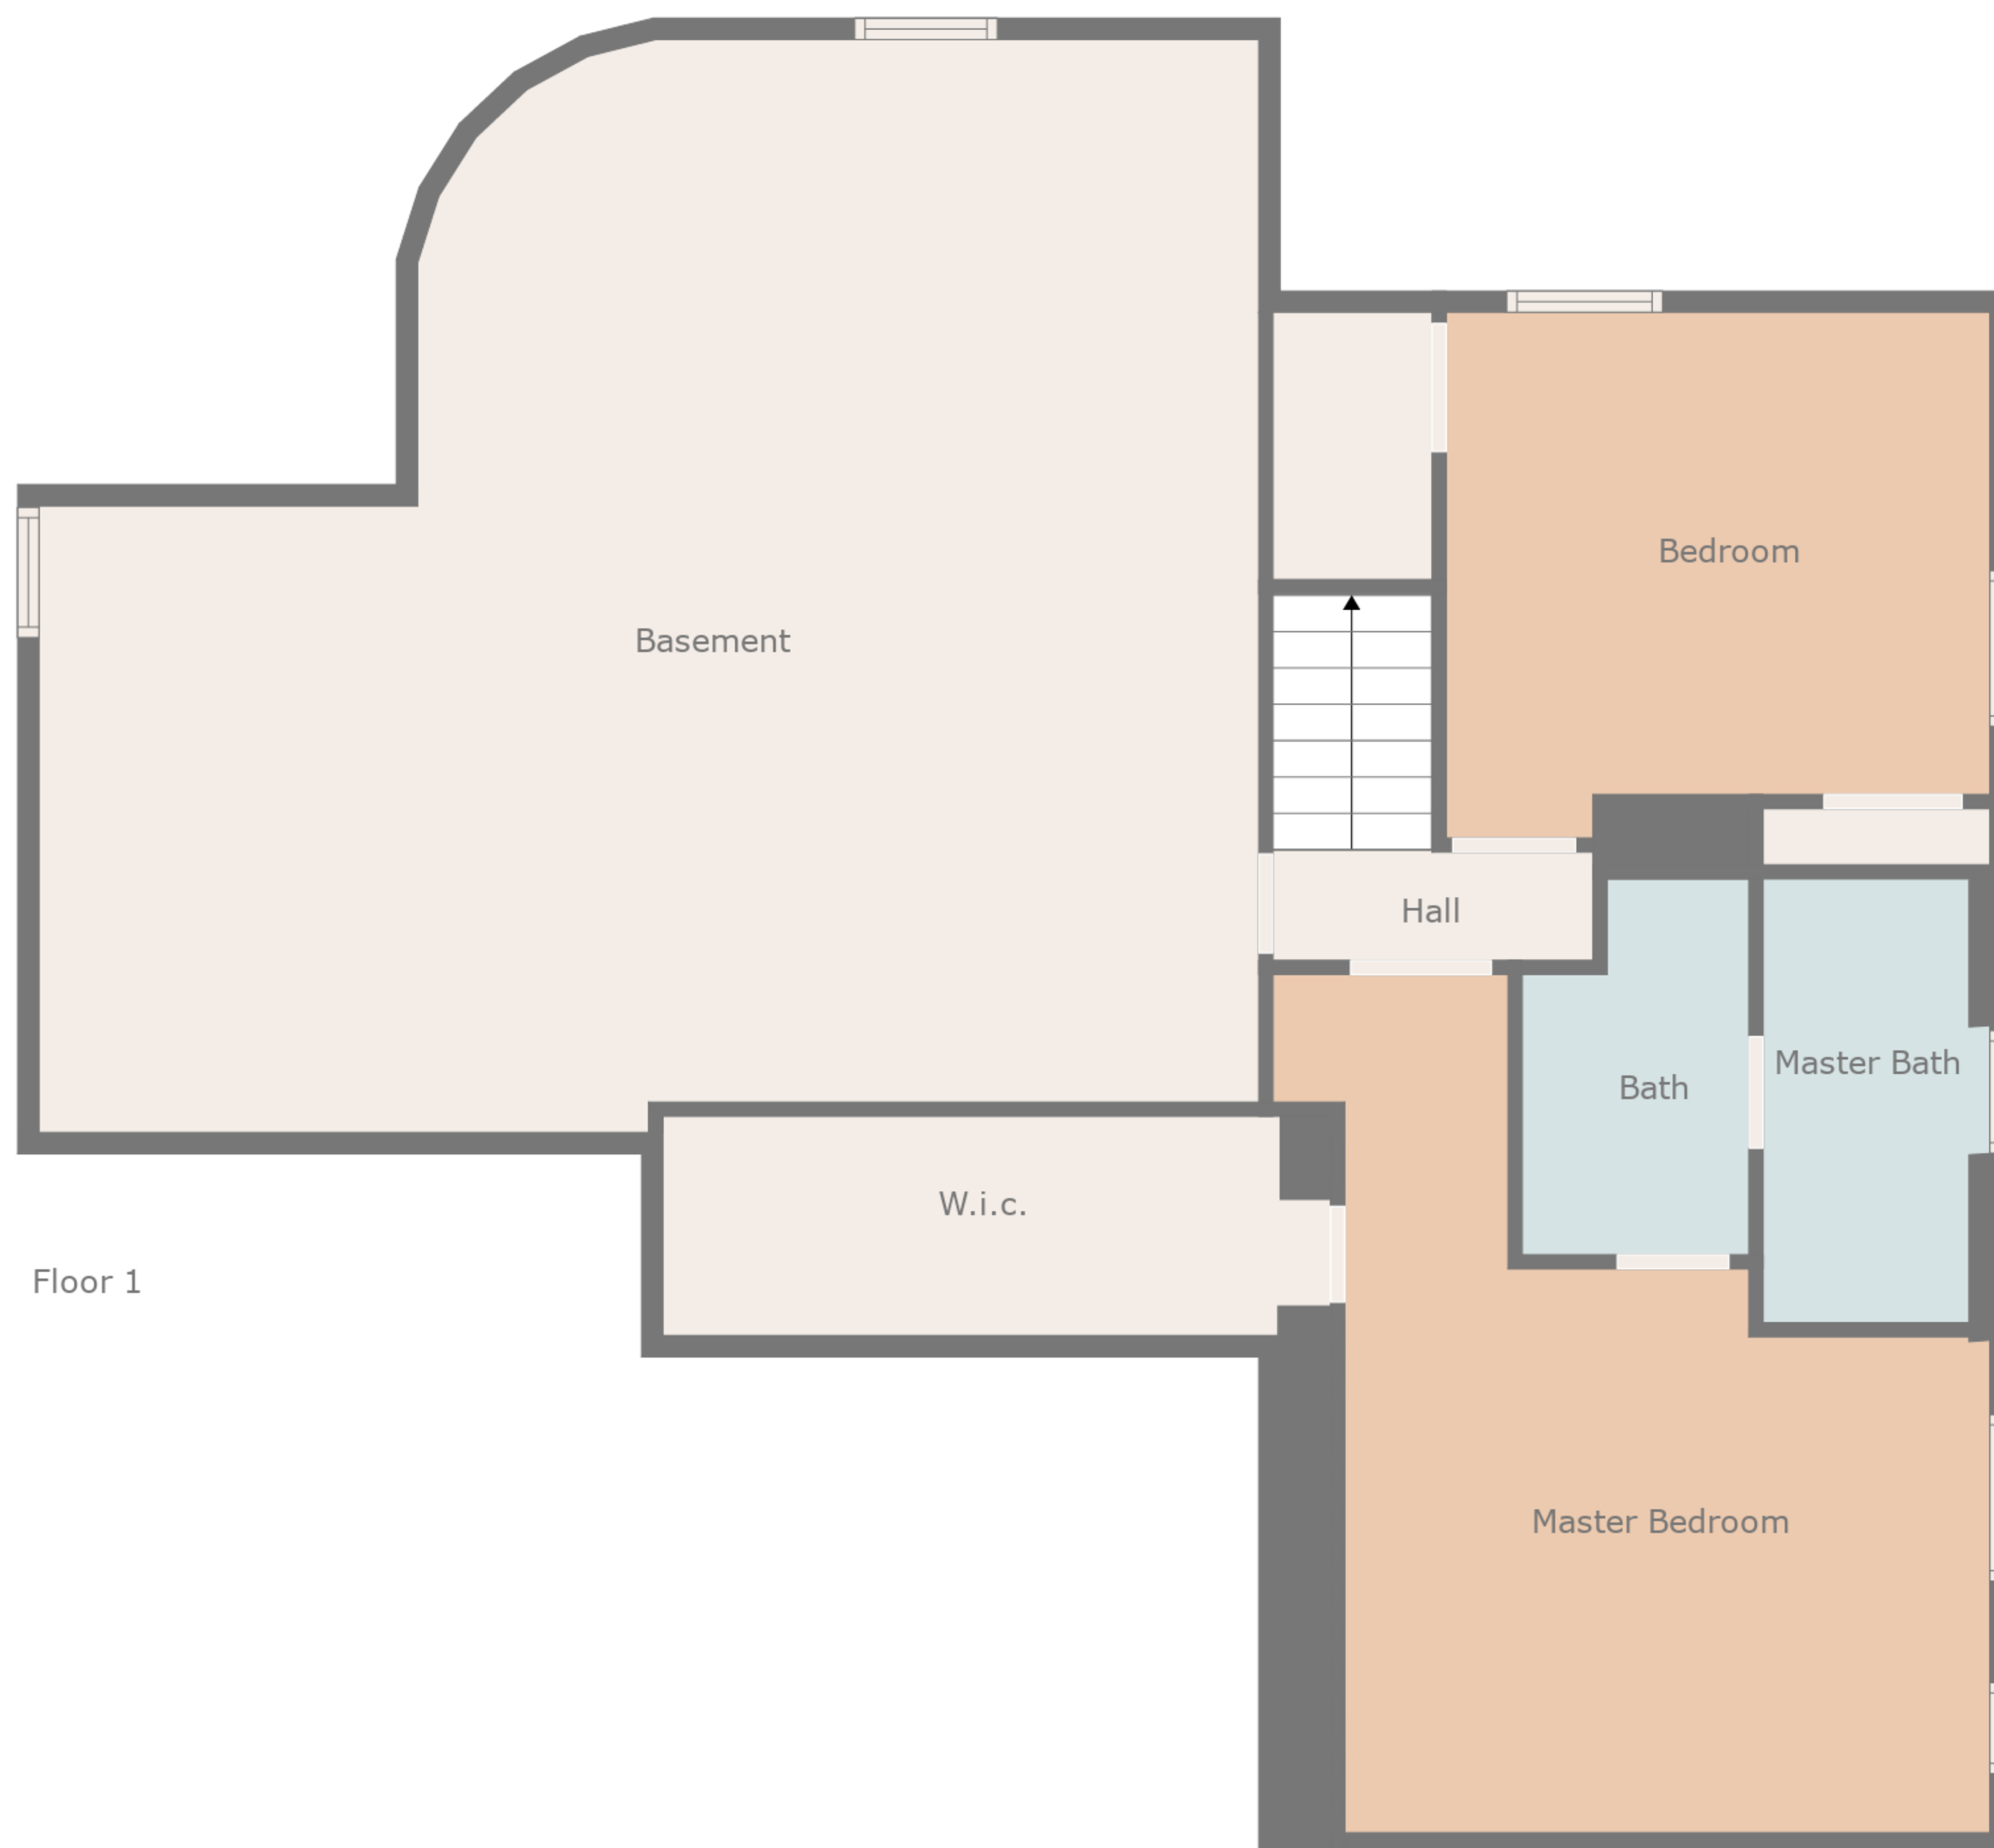 Bedroom
Basement
Hall
Master Bath
Bath
W.i.c.
Floor 1
Master Bedroom